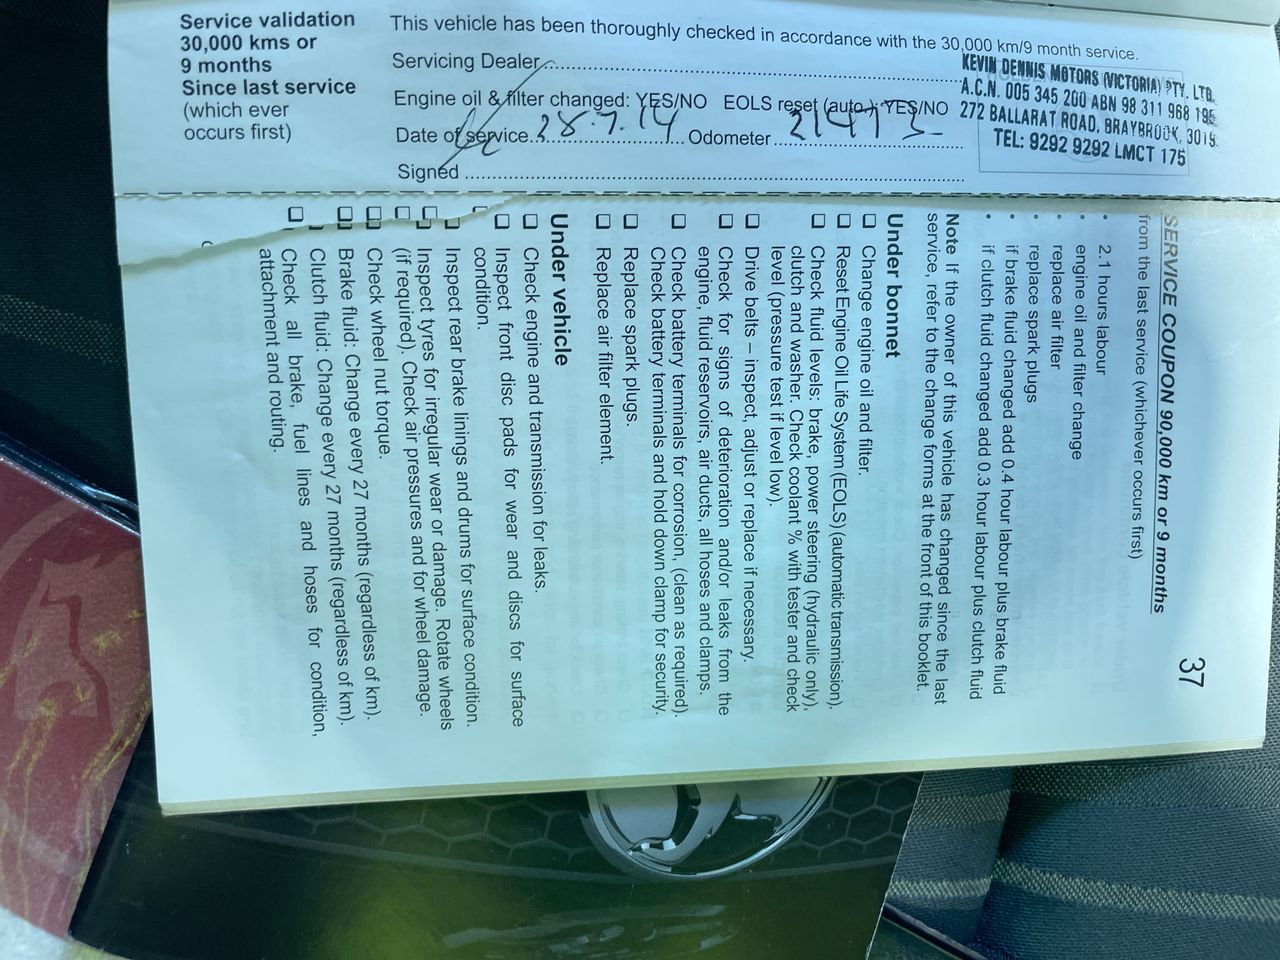 Service validation
30,000 kms or
9 months
Since last service
(which ever
occurs first)
This vehicle has been thoroughly checked in accordance with the 30,000 km/9 month service.
Servicing Dealer
Engine oil & filter changed: YES/NO EOLS reset (auto): YES/NO
Date of service 28.7.14 Odometer
Signed
KEVIN DENNIS MOTORS (VICTORIA) PTY. LTD.
A.C.N. 005 345 200 ABN 98 311 968 195
272 BALLARAT ROAD, BRAYBROOK, 3019.
TEL: 9292 9292 LMCT 175
37
SERVICE COUPON 90,000 km or 9 months
from the last service (whichever occurs first)
• 2.1 hours labour
• engine oil and filter change
• replace air filter
• replace spark plugs
• if brake fluid changed add 0.4 hour labour plus brake fluid
• if clutch fluid changed add 0.3 hour labour plus clutch fluid
Note If the owner of this vehicle has changed since the last
service, refer to the change forms at the front of this booklet.
Under bonnet
❑ Change engine oil and filter.
❑ Reset Engine Oil Life System (EOLS) (automatic transmission).
❑ Check fluid levels: brake, power steering (hydraulic only),
clutch and washer. Check coolant % with tester and check
level (pressure test if level low).
❑ Drive belts – inspect, adjust or replace if necessary.
❑ Check for signs of deterioration and/or leaks from the
engine, fluid reservoirs, air ducts, all hoses and clamps.
❑ Check battery terminals for corrosion, (clean as required).
Check battery terminals and hold down clamp for security.
❑ Replace spark plugs.
❑ Replace air filter element.
Under vehicle
❑ Check engine and transmission for leaks.
❑ Inspect front disc pads for wear and discs for surface
condition.
❑ Inspect rear brake linings and drums for surface condition.
❑ Inspect tyres for irregular wear or damage. Rotate wheels
(if required). Check air pressures and for wheel damage.
❑ Check wheel nut torque.
❑ Brake fluid: Change every 27 months (regardless of km).
❑ Clutch fluid: Change every 27 months (regardless of km).
❑ Check all brake, fuel lines and hoses for condition,
attachment and routing.